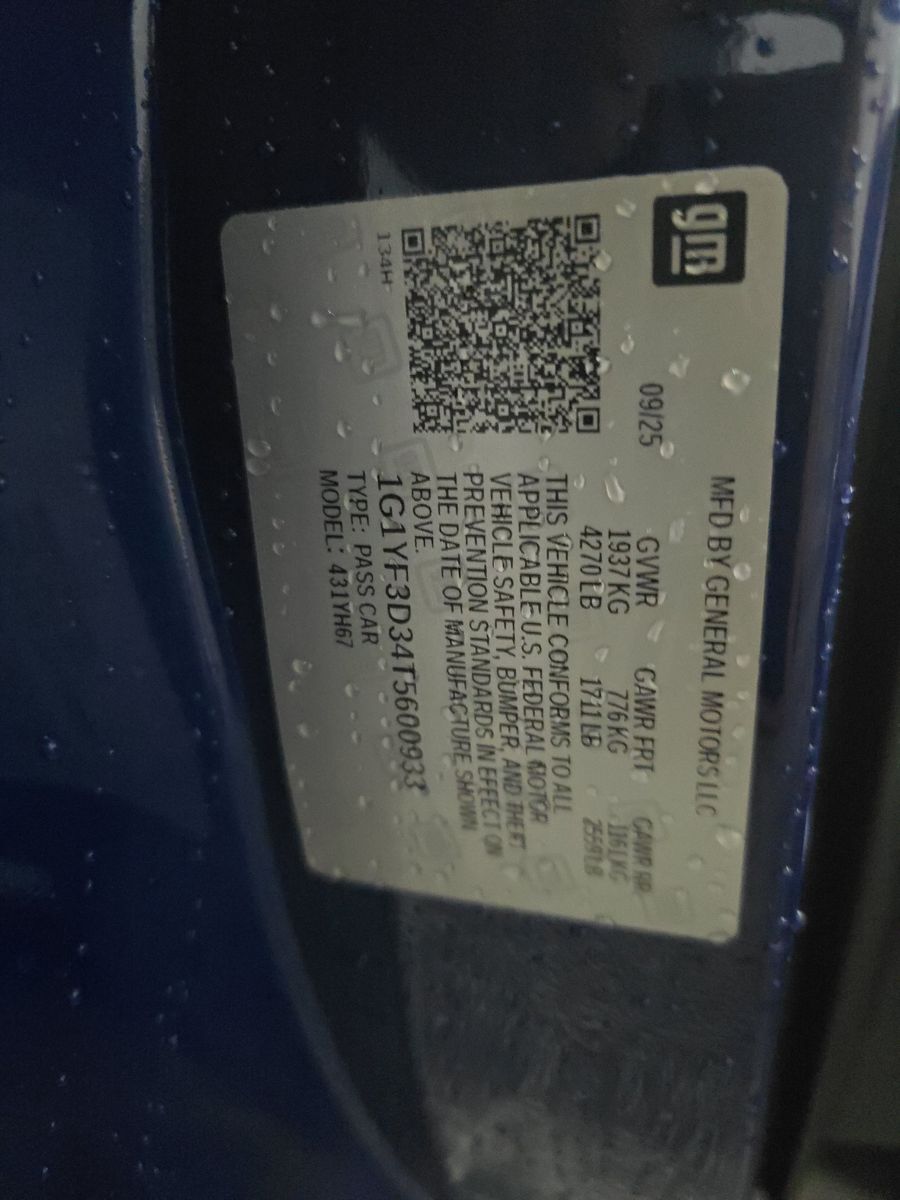 gm
MFD BY GENERAL MOTORS LLC
09/25 GVWR GAWR FRT GAWR RR
1937KG 776KG 1161KG
4270LB 1711LB 2559LB
THIS VEHICLE CONFORMS TO ALL
APPLICABLE U.S. FEDERAL MOTOR
VEHICLE SAFETY, BUMPER, AND THEFT
PREVENTION STANDARDS IN EFFECT ON
THE DATE OF MANUFACTURE SHOWN
ABOVE.
1G1YF3D34T5600933
TYPE: PASS CAR
MODEL: 431YH67
134H